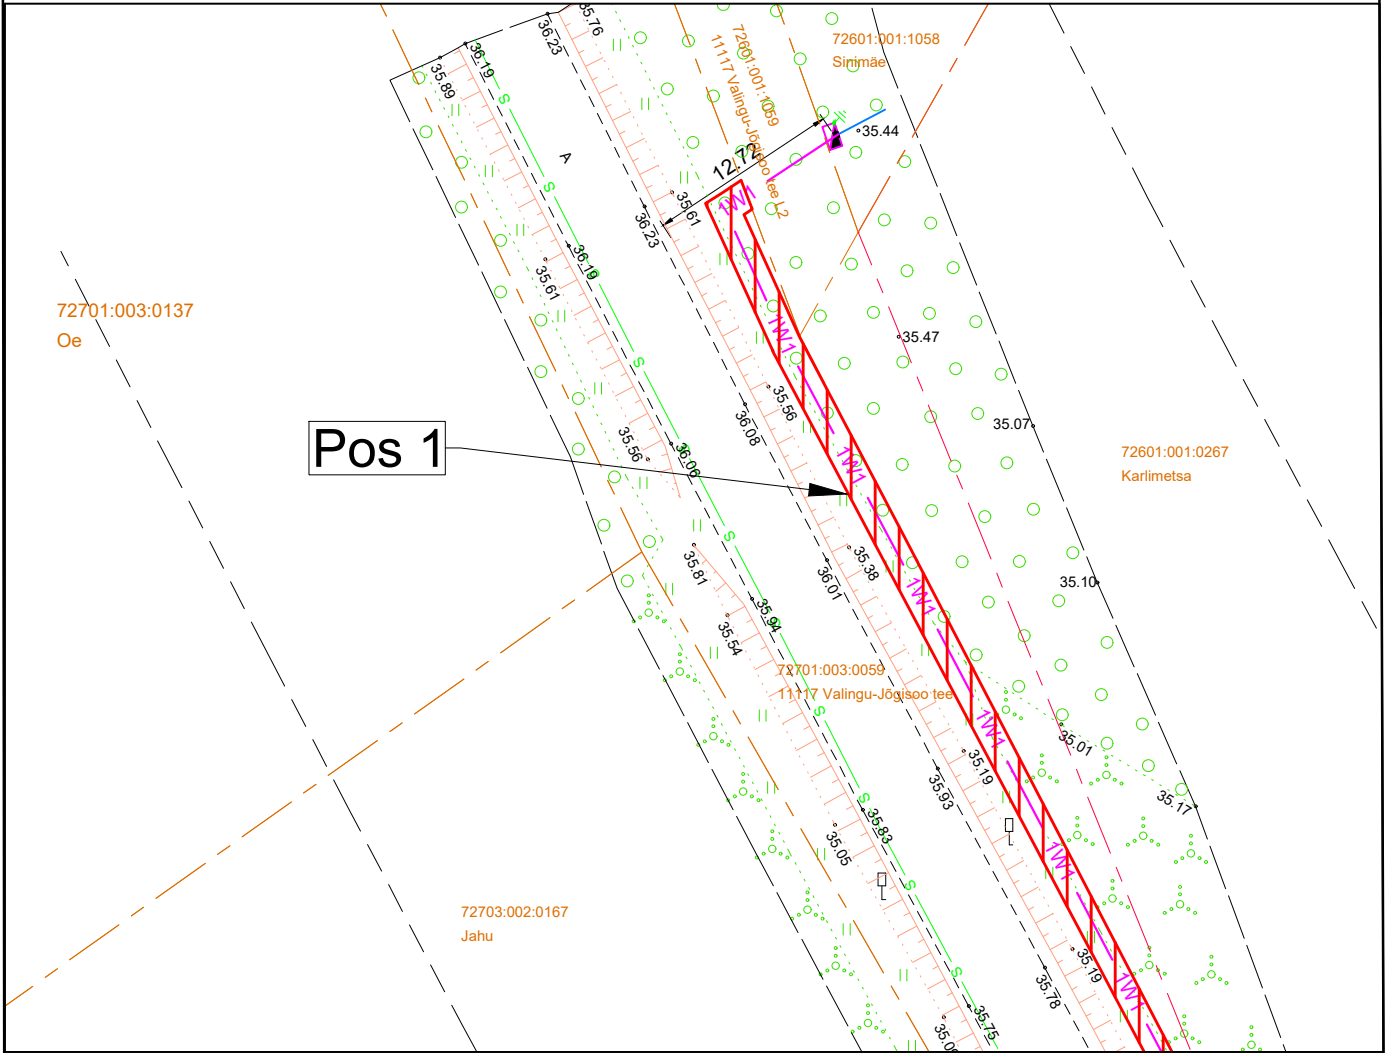 35.76
36.23
36.19
35.89
72601:001:1059
11117 Valingu-Jõgisoo tee L2
72601:001:1058
Sinimäe
S
35.44
A
12.72
S
1W1
35.61
36.23
36.19
35.61
72701:003:0137
Oe
1W1
35.47
S
35.56
36.08
35.07
Pos 1
36.06
35.56
1W1
72601:001:0267
Karlimetsa
S
35.81
35.38
36.01
35.10
1W1
35.94
35.54
72701:003:0059
11117 Valingu-Jõgisoo tee
S
1W1
35.01
35.19
35.93
35.17
S
35.83
35.05
1W1
S
72703:002:0167
Jahu
35.19
35.78
S
1W1
35.75